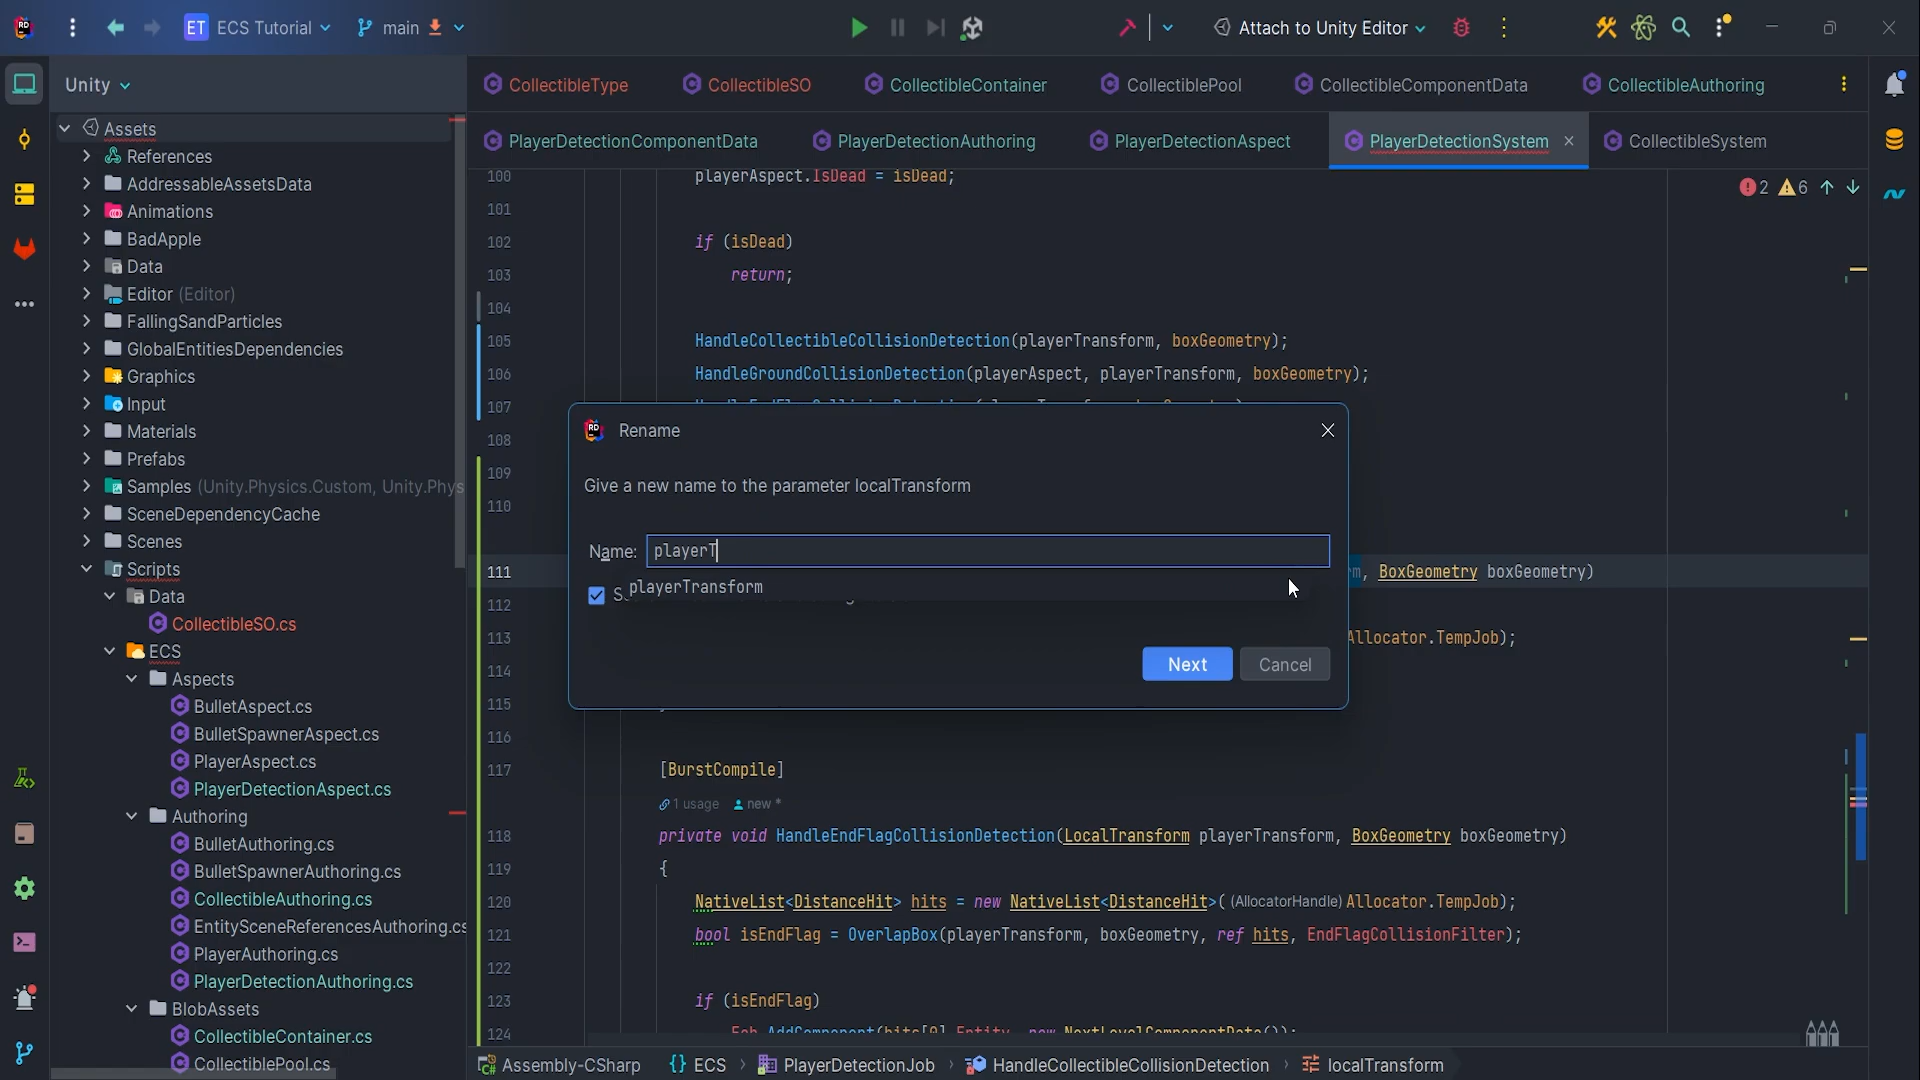 ET ECS Tutorial main Attach to Unity Editor
Unity
CollectibleType CollectibleSO CollectibleContainer CollectiblePool CollectibleComponentData CollectibleAuthoring
PlayerDetectionComponentData PlayerDetectionAuthoring PlayerDetectionAspect PlayerDetectionSystem CollectibleSystem
2 6
Assets
References
AddressableAssetsData
Animations
BadApple
Data
Editor (Editor)
FallingSandParticles
GlobalEntitiesDependencies
Graphics
Input
Materials
Prefabs
Samples (Unity.Physics.Custom, Unity.Phys
SceneDependencyCache
Scenes
Scripts
Data
CollectibleSO.cs
ECS
Aspects
BulletAspect.cs
BulletSpawnerAspect.cs
PlayerAspect.cs
PlayerDetectionAspect.cs
Authoring
BulletAuthoring.cs
BulletSpawnerAuthoring.cs
CollectibleAuthoring.cs
EntitySceneReferencesAuthoring.cs
PlayerAuthoring.cs
PlayerDetectionAuthoring.cs
BlobAssets
CollectibleContainer.cs
CollectiblePool.cs
100 playerAspect.IsDead = isDead;
101
102 if (isDead)
103 return;
104
105 HandleCollectibleCollisionDetection(playerTransform, boxGeometry);
106 HandleGroundCollisionDetection(playerAspect, playerTransform, boxGeometry);
107
108
109
110
RD Rename
Give a new name to the parameter localTransform
Name: playerT
playerTransform
Next Cancel
111 m, BoxGeometry boxGeometry)
112
113 Allocator.TempJob);
114
115
116
117 [BurstCompile]
1 usage new *
118 private void HandleEndFlagCollisionDetection(LocalTransform playerTransform, BoxGeometry boxGeometry)
119 {
120 NativeList<DistanceHit> hits = new NativeList<DistanceHit>((AllocatorHandle) Allocator.TempJob);
121 bool isEndFlag = OverlapBox(playerTransform, boxGeometry, ref hits, EndFlagCollisionFilter);
122
123 if (isEndFlag)
124 Ecb.AddComponent(hits[0].Entity, new NextLevelComponentData());
Assembly-CSharp ECS PlayerDetectionJob HandleCollectibleCollisionDetection localTransform